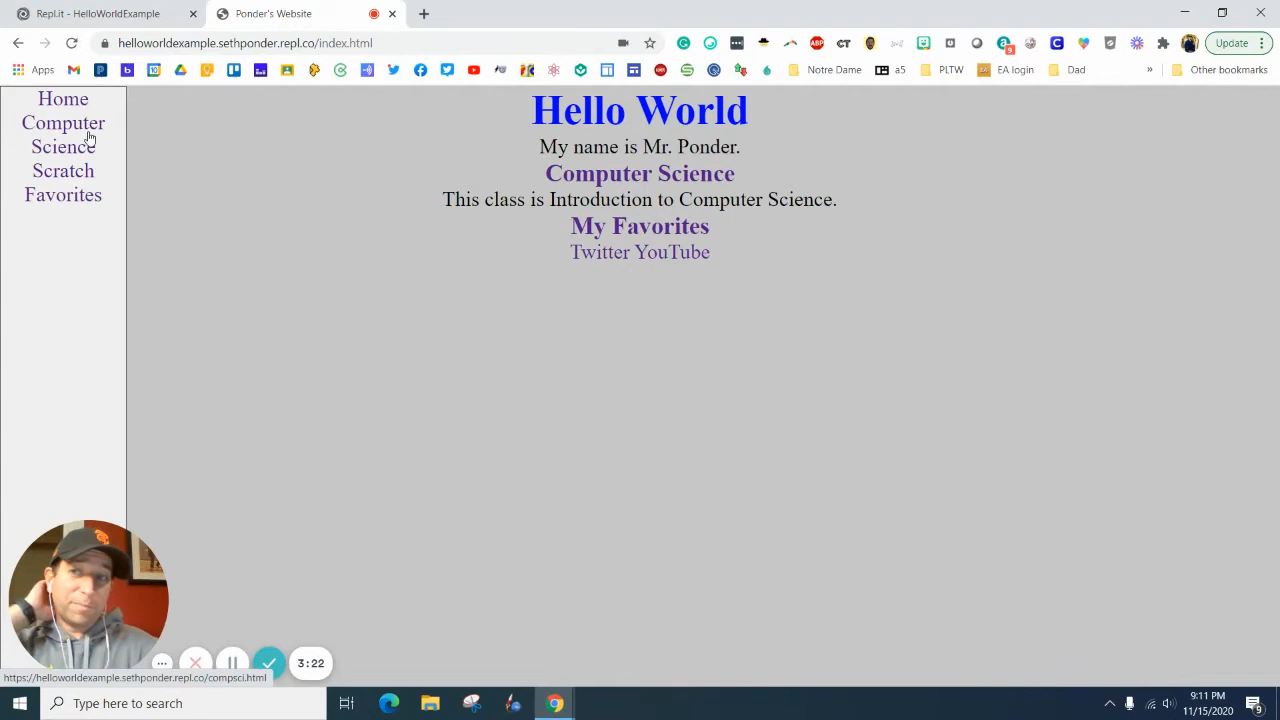 Repl.it - HelloWorldExample
Ponder's Website
helloworldexample.sethponder.repl.co/index.html
Update
Apps
Notre Dame
a5
PLTW
EA login
Dad
Other bookmarks
Home
Computer
Science
Scratch
Favorites
Hello World
My name is Mr. Ponder.
Computer Science
This class is Introduction to Computer Science.
My Favorites
Twitter YouTube
3:22
https://helloworldexample.sethponder.repl.co/compsci.html
Type here to search
9:11 PM
11/15/2020